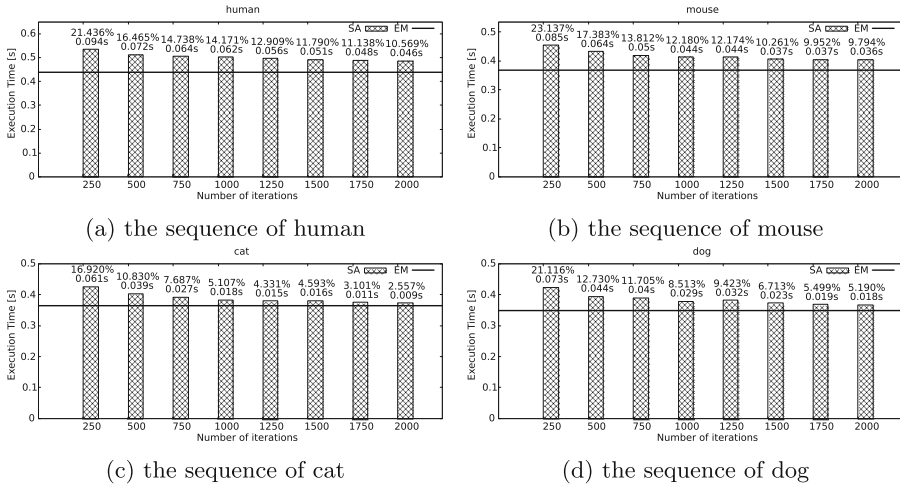 human
SA EM
21.436% 16.465% 14.738% 14.171% 12.909% 11.790% 11.138% 10.569%
0.094s 0.072s 0.064s 0.062s 0.056s 0.051s 0.048s 0.046s
Execution Time [s]
0.6
0.5
0.4
0.3
0.2
0.1
0
250 500 750 1000 1250 1500 1750 2000
Number of iterations
(a) the sequence of human
mouse
SA EM
23.137% 17.383% 13.812% 12.180% 12.174% 10.261% 9.952% 9.794%
0.085s 0.064s 0.05s 0.044s 0.044s 0.037s 0.037s 0.036s
Execution Time [s]
0.5
0.4
0.3
0.2
0.1
0
250 500 750 1000 1250 1500 1750 2000
Number of iterations
(b) the sequence of mouse
cat
SA EM
16.920% 10.830% 7.687% 5.107% 4.331% 4.593% 3.101% 2.557%
0.061s 0.039s 0.027s 0.018s 0.015s 0.016s 0.011s 0.009s
Execution Time [s]
0.5
0.4
0.3
0.2
0.1
0
250 500 750 1000 1250 1500 1750 2000
Number of iterations
(c) the sequence of cat
dog
SA EM
21.116% 12.730% 11.705% 8.513% 9.423% 6.713% 5.499% 5.190%
0.073s 0.044s 0.04s 0.029s 0.032s 0.023s 0.019s 0.018s
Execution Time [s]
0.5
0.4
0.3
0.2
0.1
0
250 500 750 1000 1250 1500 1750 2000
Number of iterations
(d) the sequence of dog